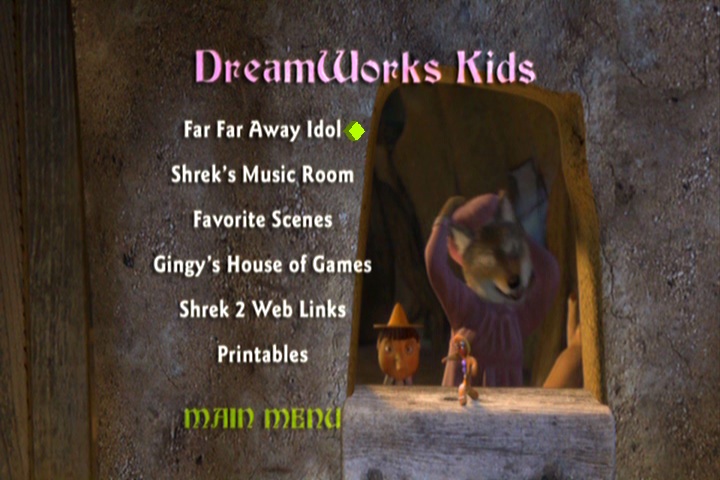 DreamWorks Kids
Far Far Away Idol
Shrek's Music Room
Favorite Scenes
Gingy's House of Games
Shrek 2 Web Links
Printables
MAIN MENU